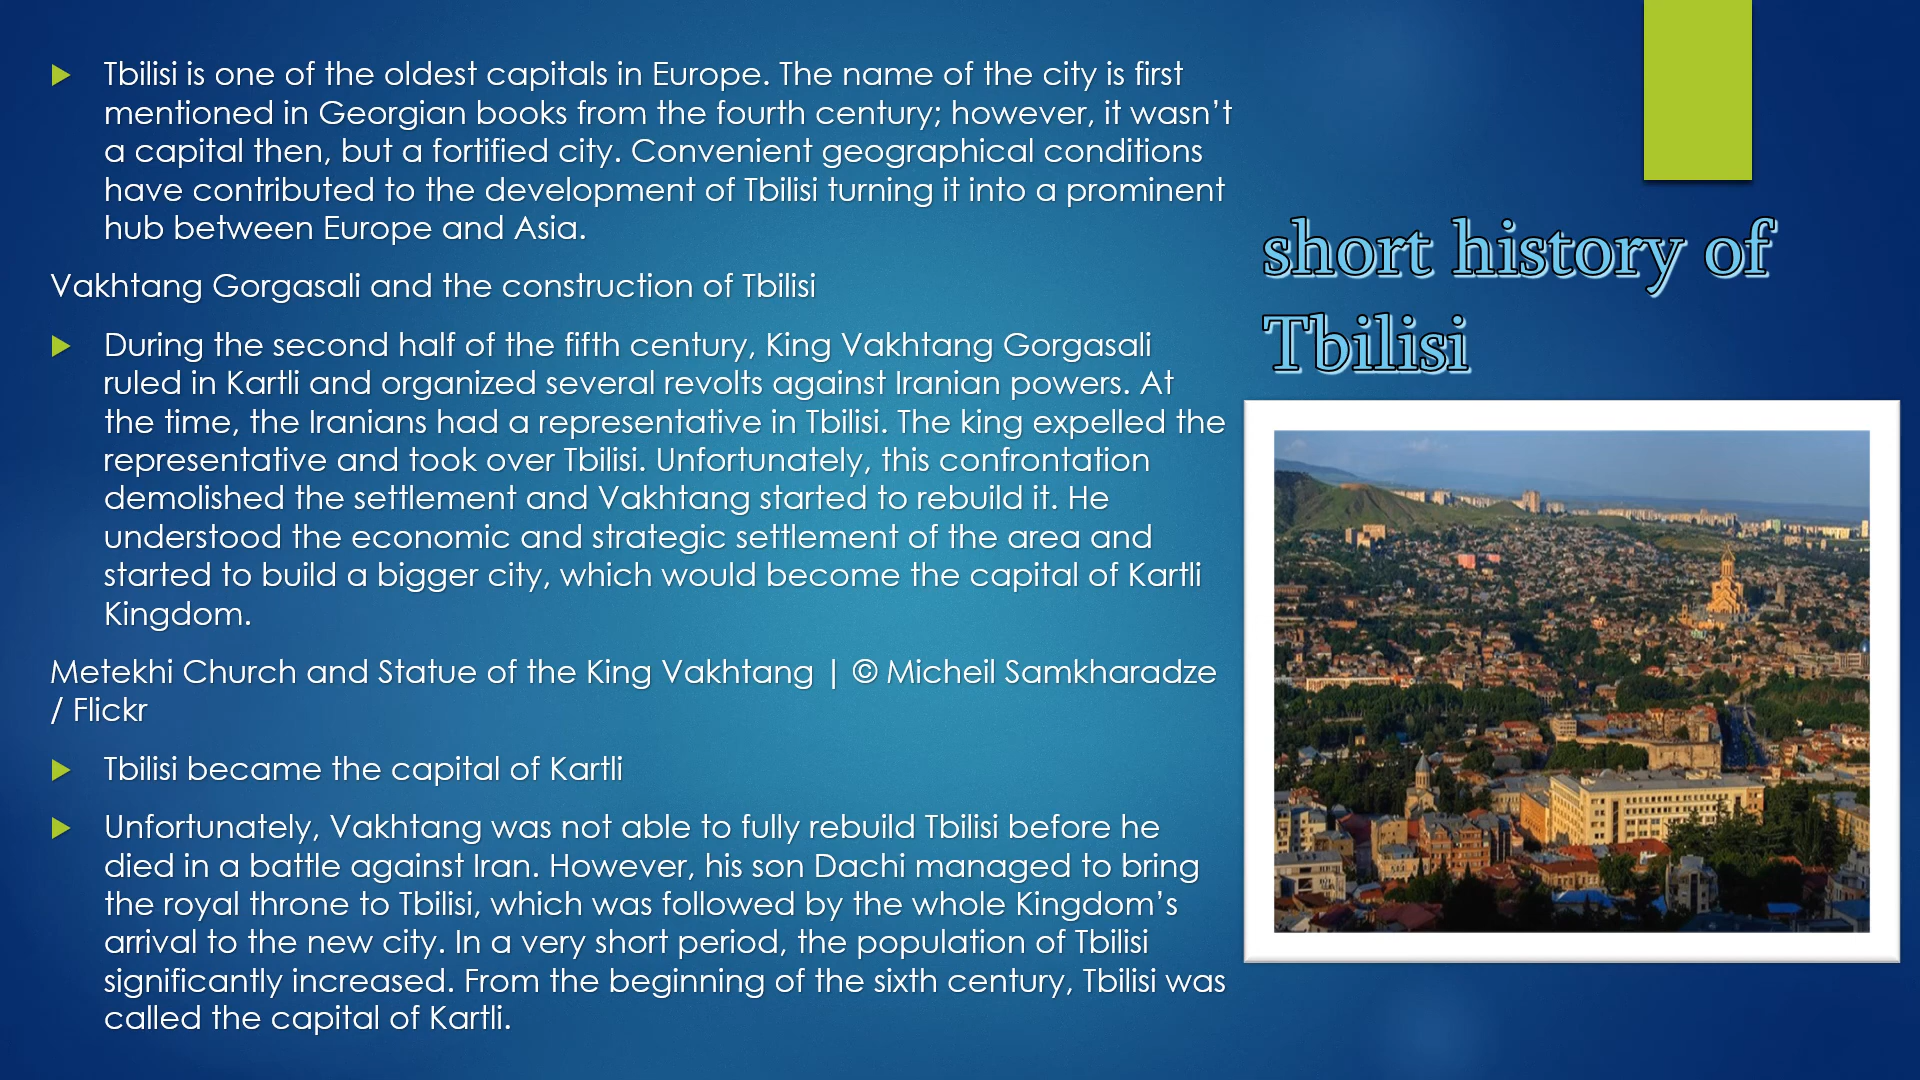 short history of
Tbilisi
Tbilisi is one of the oldest capitals in Europe. The name of the city is first
mentioned in Georgian books from the fourth century; however, it wasn’t
a capital then, but a fortified city. Convenient geographical conditions
have contributed to the development of Tbilisi turning it into a prominent
hub between Europe and Asia.
Vakhtang Gorgasali and the construction of Tbilisi
During the second half of the fifth century, King Vakhtang Gorgasali
ruled in Kartli and organized several revolts against Iranian powers. At
the time, the Iranians had a representative in Tbilisi. The king expelled the
representative and took over Tbilisi. Unfortunately, this confrontation
demolished the settlement and Vakhtang started to rebuild it. He
understood the economic and strategic settlement of the area and
started to build a bigger city, which would become the capital of Kartli
Kingdom.
Metekhi Church and Statue of the King Vakhtang | © Micheil Samkharadze
/ Flickr
Tbilisi became the capital of Kartli
Unfortunately, Vakhtang was not able to fully rebuild Tbilisi before he
died in a battle against Iran. However, his son Dachi managed to bring
the royal throne to Tbilisi, which was followed by the whole Kingdom’s
arrival to the new city. In a very short period, the population of Tbilisi
significantly increased. From the beginning of the sixth century, Tbilisi was
called the capital of Kartli.